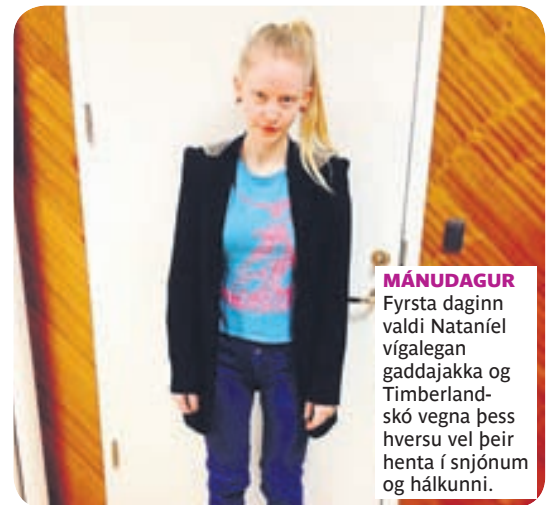 MÁNUDAGUR
Fyrsta daginn
valdi Nataníel
vígalegan
gaddajakka og
Timberland-
skó vegna þess
hversu vel þeir
henta í snjónum
og hálkunni.